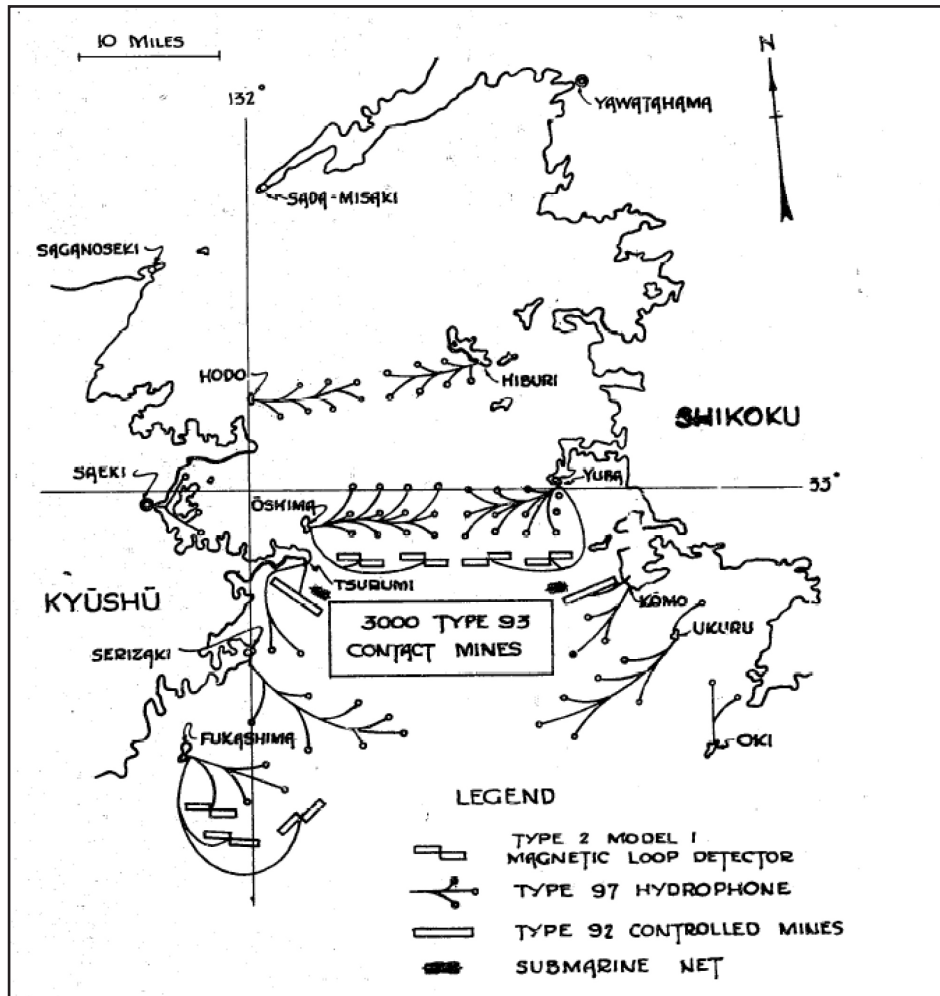 10 MILES
N
132°
YAWATAHAMA
SADA-MISAKI
SAGANOSEKI
HODO
HIBURI
SHIKOKU
SAEKI
YURA
33°
ŌSHIMA
TSURUMI
KYŪSHŪ
KŌMO
3000 TYPE 93
CONTACT MINES
UKURU
SERIZAKI
FUKASHIMA
OKI
LEGEND
TYPE 2 MODEL 1
MAGNETIC LOOP DETECTOR
TYPE 97 HYDROPHONE
TYPE 92 CONTROLLED MINES
SUBMARINE NET